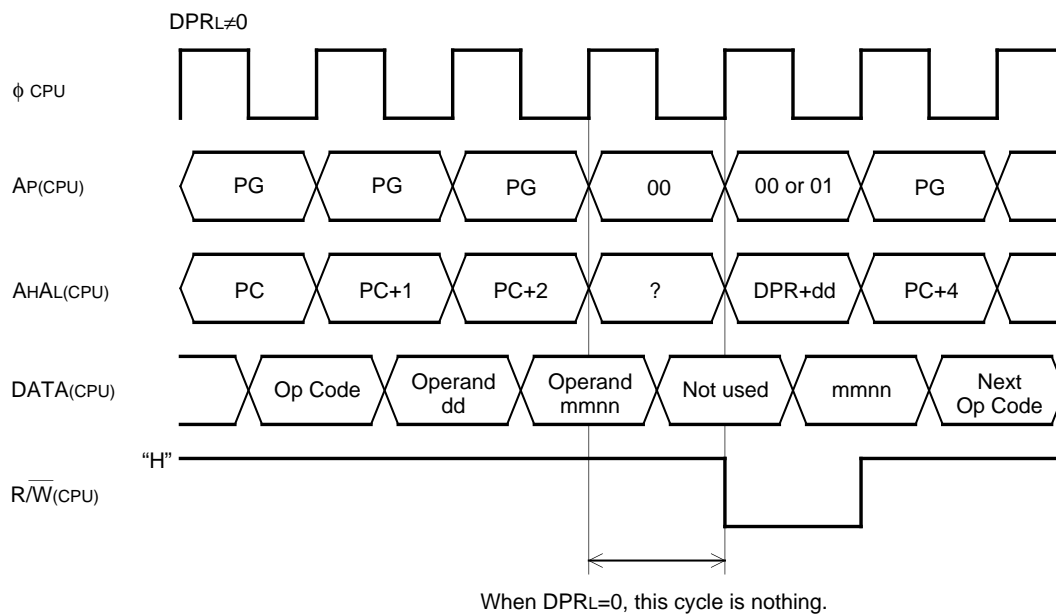 DPRL≠0
ϕ CPU
AP(CPU) PG PG PG 00 00 or 01 PG
AHAL(CPU) PC PC+1 PC+2 ? DPR+dd PC+4
DATA(CPU) Op Code Operand dd Operand mmnn Not used mmnn Next Op Code
“H”
R/W̅(CPU)
When DPRL=0, this cycle is nothing.